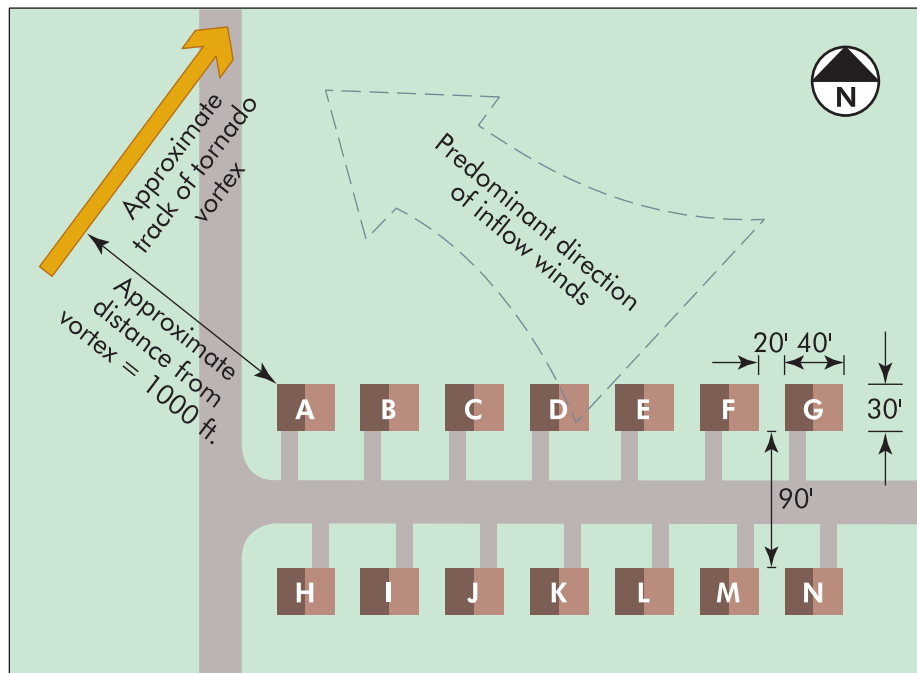 Approximate
track of tornado
vortex
Predominant direction
of inflow winds
N
Approximate
distance from
vortex = 1000 ft.
20' 40'
30'
A B C D E F G
90'
H I J K L M N